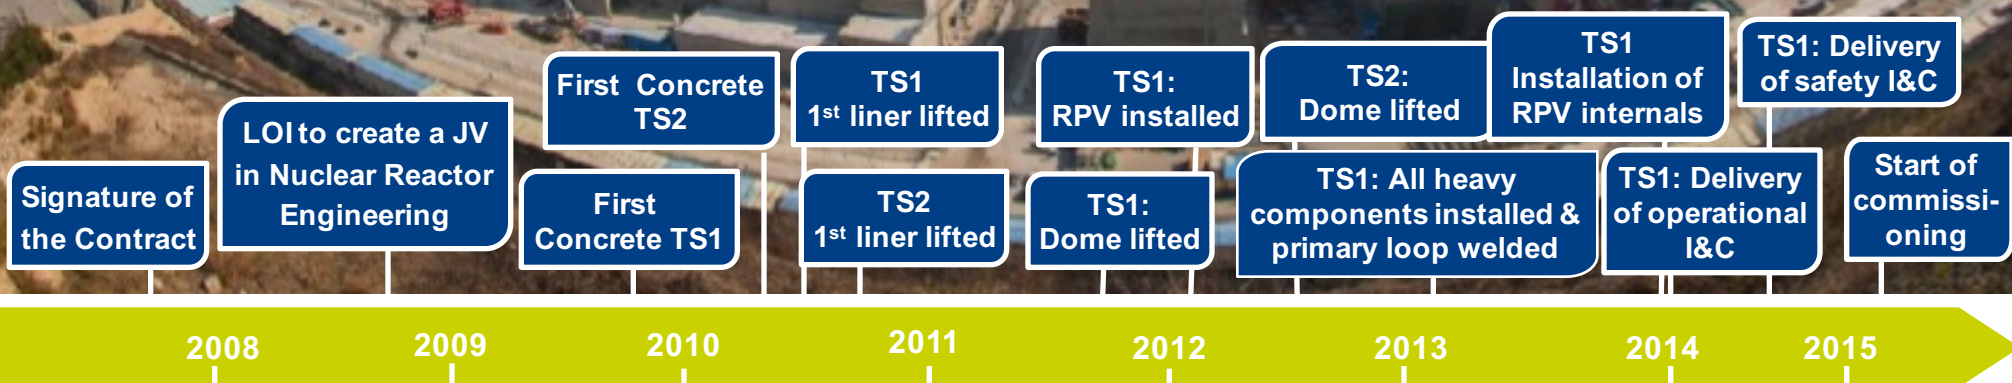 Signature of
the Contract
LOI to create a JV
in Nuclear Reactor
Engineering
First Concrete
TS2
First
Concrete TS1
TS1
1st liner lifted
TS2
1st liner lifted
TS1:
RPV installed
TS1:
Dome lifted
TS2:
Dome lifted
TS1: All heavy
components installed &
primary loop welded
TS1
Installation of
RPV internals
TS1: Delivery
of operational
I&C
TS1: Delivery
of safety I&C
Start of
commissi-
oning
2008
2009
2010
2011
2012
2013
2014
2015